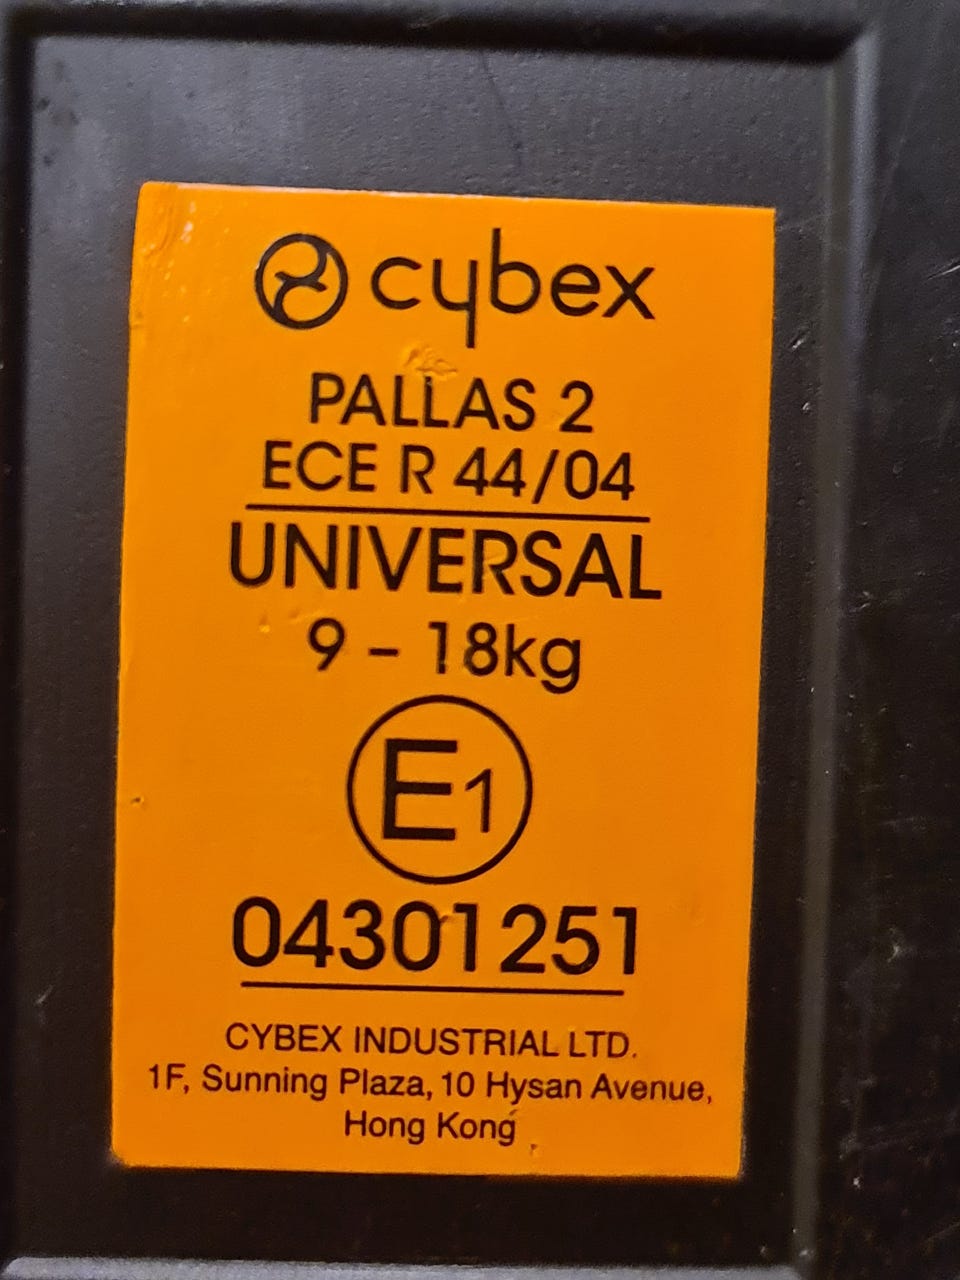 cybex
PALLAS 2
ECE R 44/04
UNIVERSAL
9 – 18kg
E1
04301251
CYBEX INDUSTRIAL LTD.
1F, Sunning Plaza, 10 Hysan Avenue,
Hong Kong